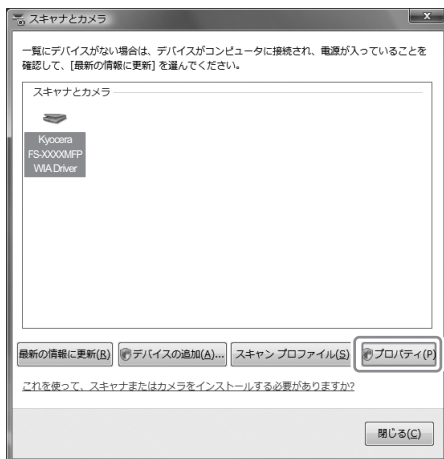 スキャナとカメラ
一覧にデバイスがない場合は、デバイスがコンピュータに接続され、電源が入っていることを
確認して、[最新の情報に更新] を選んでください。
スキャナとカメラ
Kyocera
FS-XXXXMFP
WIA Driver
最新の情報に更新(R) デバイスの追加(A)... スキャン プロファイル(S) プロパティ(P)
これを使って、スキャナまたはカメラをインストールする必要がありますか?
閉じる(C)